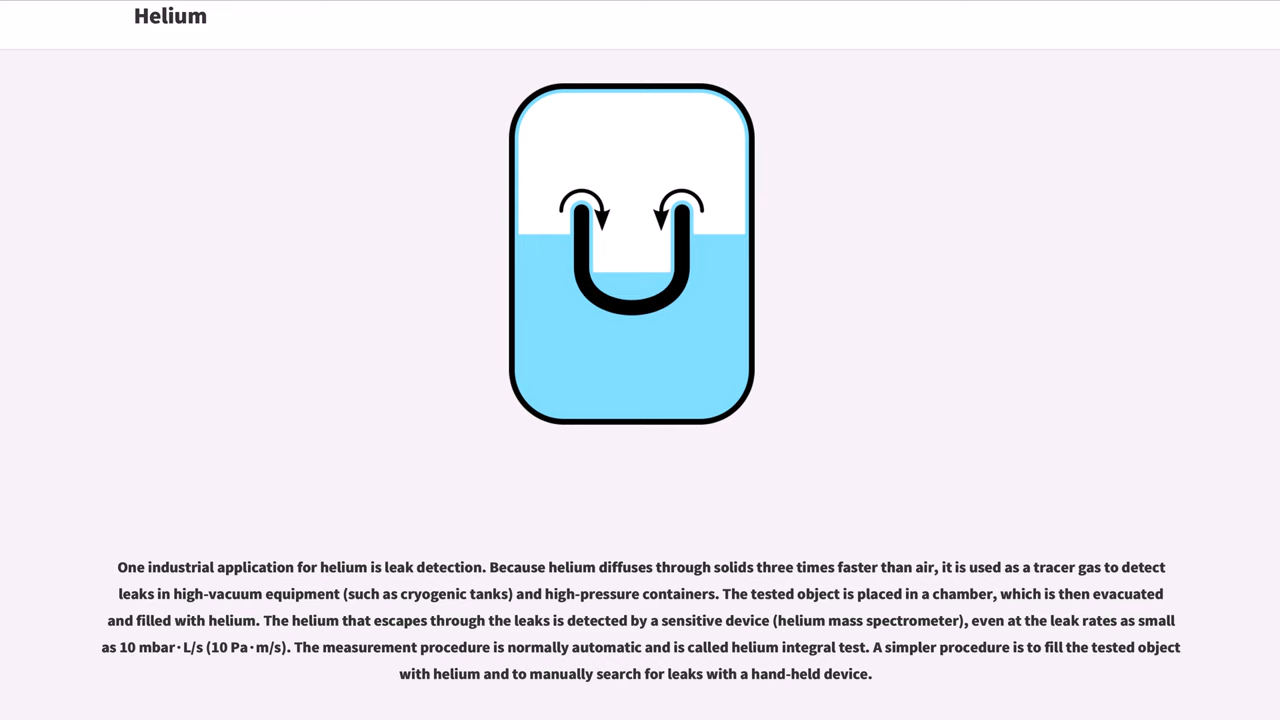 Helium
One industrial application for helium is leak detection. Because helium diffuses through solids three times faster than air, it is used as a tracer gas to detect
leaks in high-vacuum equipment (such as cryogenic tanks) and high-pressure containers. The tested object is placed in a chamber, which is then evacuated
and filled with helium. The helium that escapes through the leaks is detected by a sensitive device (helium mass spectrometer), even at the leak rates as small
as 10 mbar·L/s (10 Pa·m/s). The measurement procedure is normally automatic and is called helium integral test. A simpler procedure is to fill the tested object
with helium and to manually search for leaks with a hand-held device.